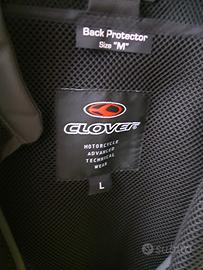 Back Protector
Size "M"
CLOVER
MOTORCYCLE
ADVANCED
TECHNICAL
WEAR
L
subito